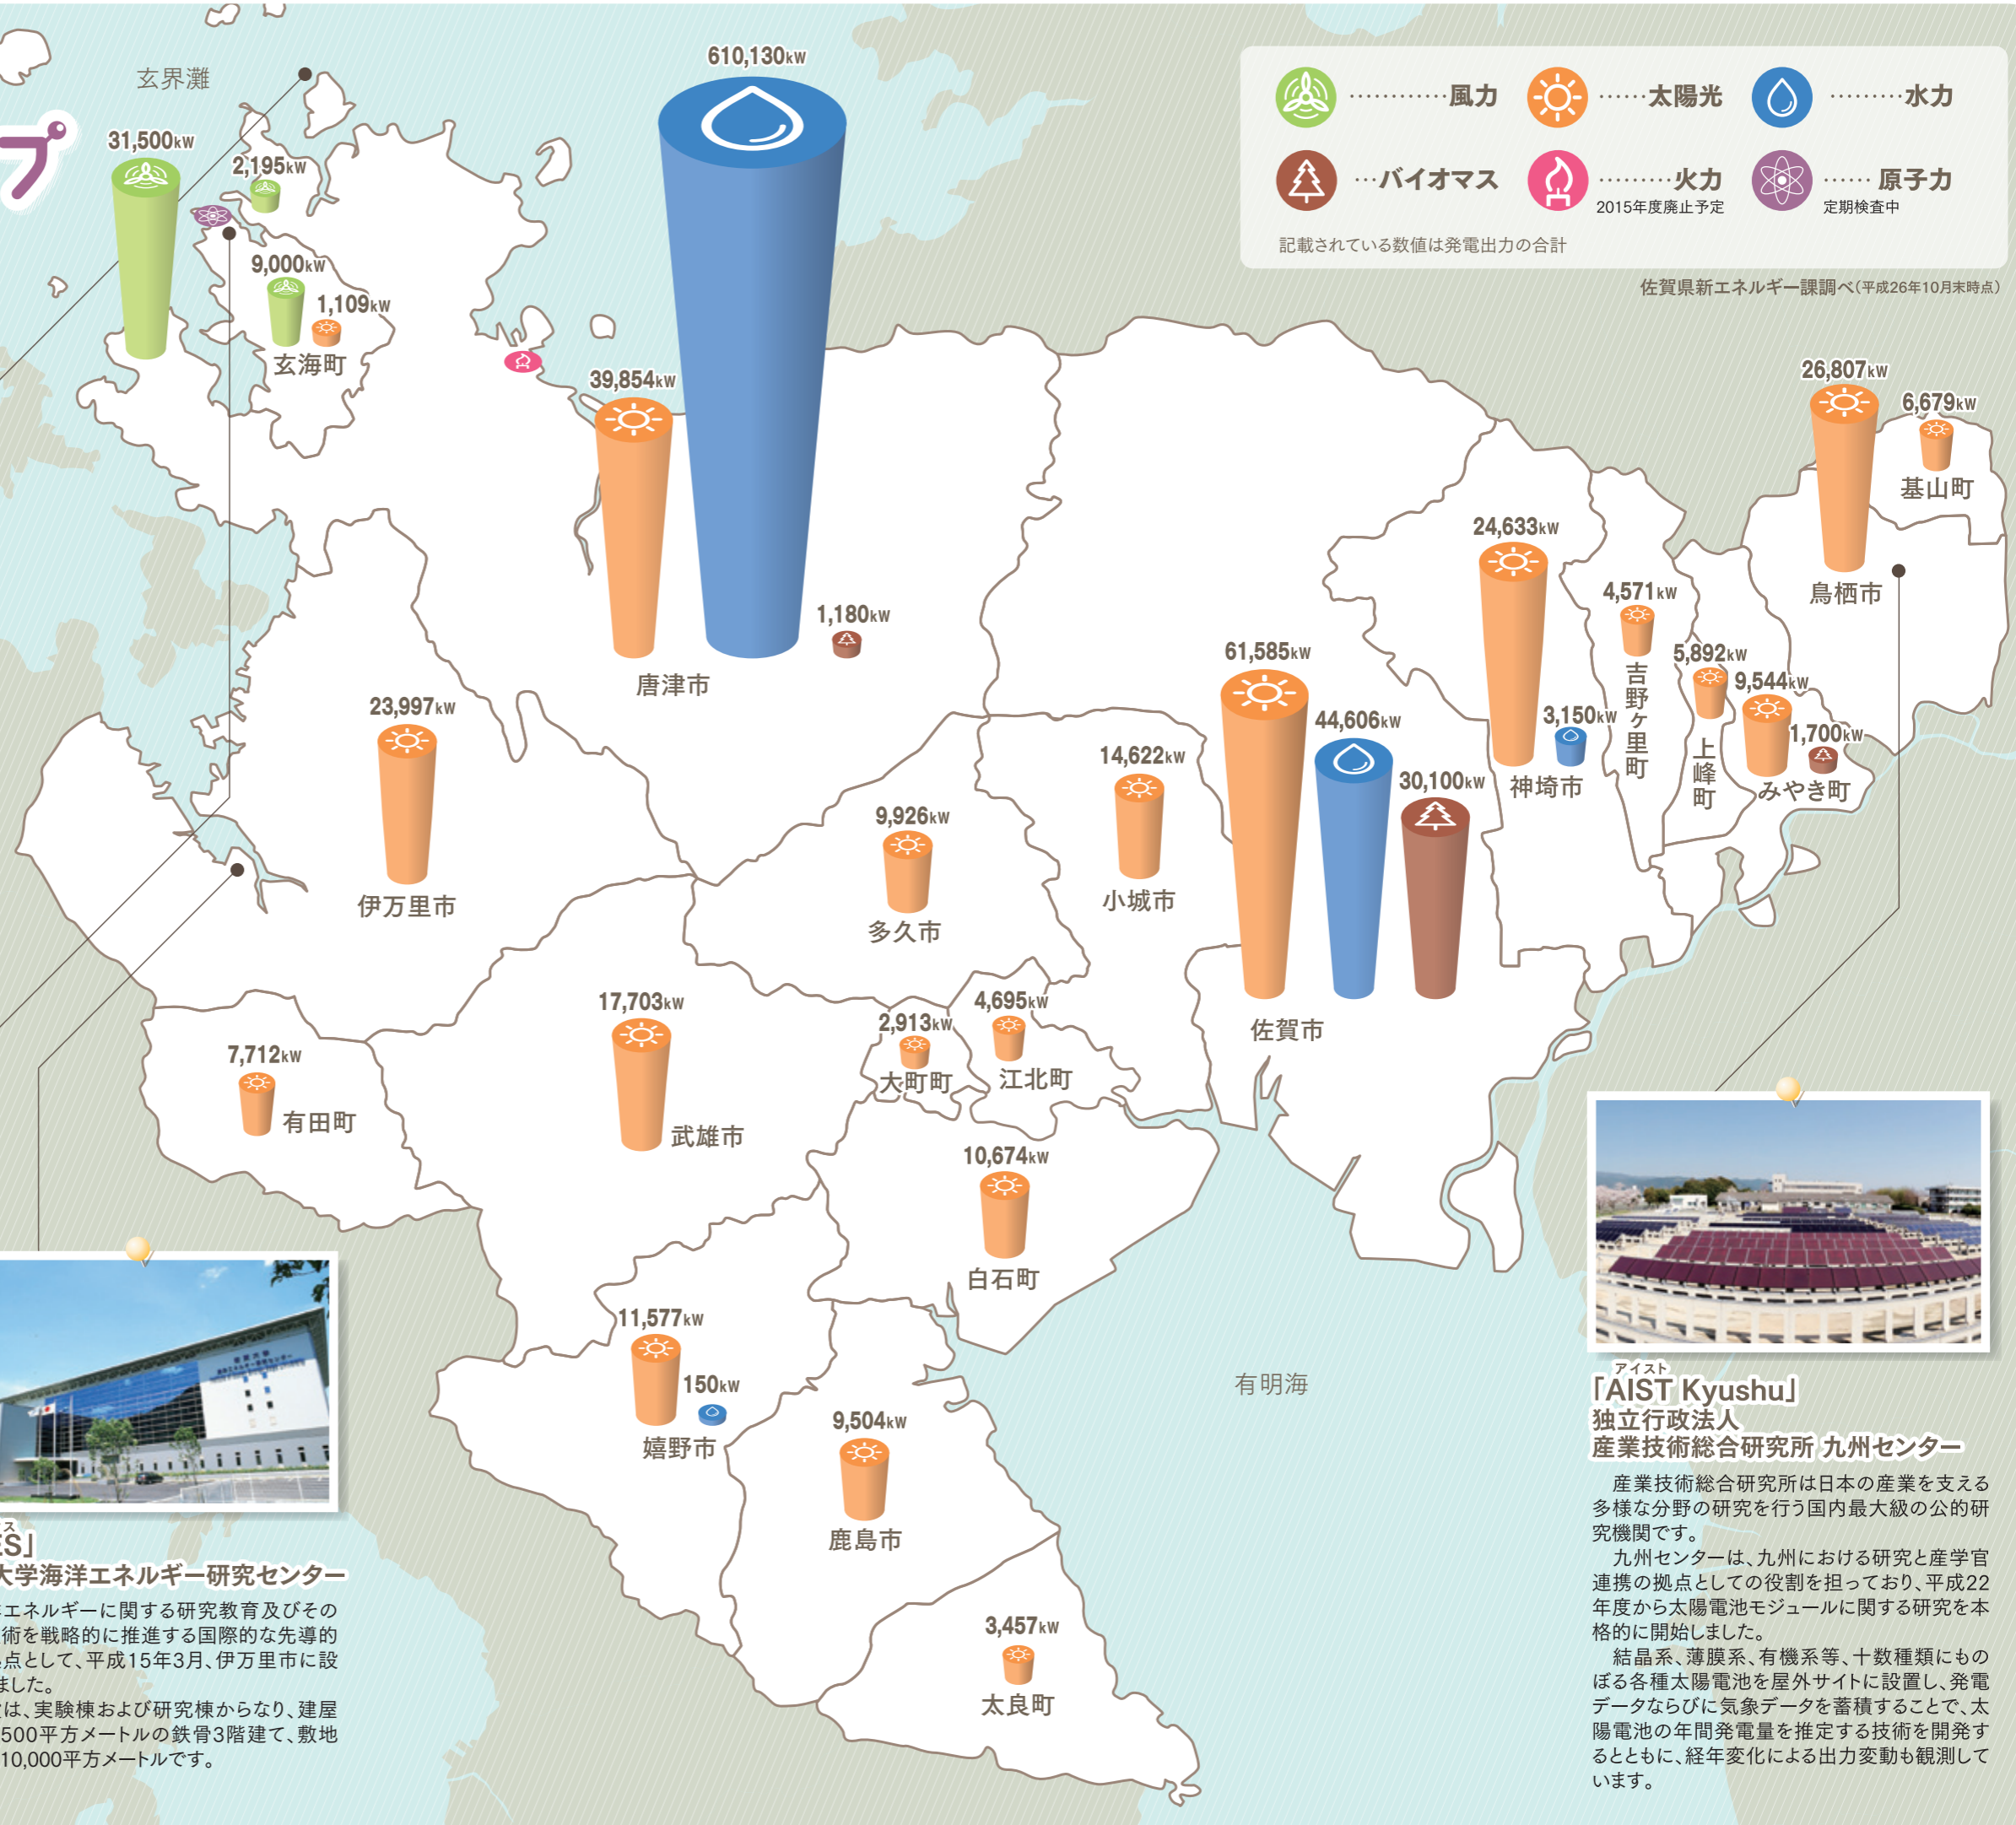 プ
玄界灘
風力
太陽光
水力
バイオマス
火力
2015年度廃止予定
原子力
定期検査中
記載されている数値は発電出力の合計
佐賀県新エネルギー課調べ(平成26年10月末時点)
31,500kW
2,195kW
9,000kW
1,109kW
玄海町
610,130kW
39,854kW
1,180kW
唐津市
26,807kW
鳥栖市
6,679kW
基山町
24,633kW
3,150kW
神埼市
4,571kW
吉野ヶ里町
5,892kW
上峰町
9,544kW
1,700kW
みやき町
61,585kW
44,606kW
30,100kW
佐賀市
23,997kW
伊万里市
14,622kW
小城市
9,926kW
多久市
17,703kW
武雄市
2,913kW
大町町
4,695kW
江北町
7,712kW
有田町
10,674kW
白石町
11,577kW
150kW
嬉野市
9,504kW
鹿島市
3,457kW
太良町
有明海
ス
ES」
大学海洋エネルギー研究センター
エネルギーに関する研究教育及びその
術を戦略的に推進する国際的な先導的
点として、平成15年3月、伊万里市に設
ました。
は、実験棟および研究棟からなり、建屋
500平方メートルの鉄骨3階建て、敷地
10,000平方メートルです。
アイスト
「AIST Kyushu」
独立行政法人
産業技術総合研究所 九州センター
産業技術総合研究所は日本の産業を支える
多様な分野の研究を行う国内最大級の公的研
究機関です。
九州センターは、九州における研究と産学官
連携の拠点としての役割を担っており、平成22
年度から太陽電池モジュールに関する研究を本
格的に開始しました。
結晶系、薄膜系、有機系等、十数種類にものぼ
ぼる各種太陽電池を屋外サイトに設置し、発電
データならびに気象データを蓄積することで、太
陽電池の年間発電量を推定する技術を開発す
るとともに、経年変化による出力変動も観測して
います。